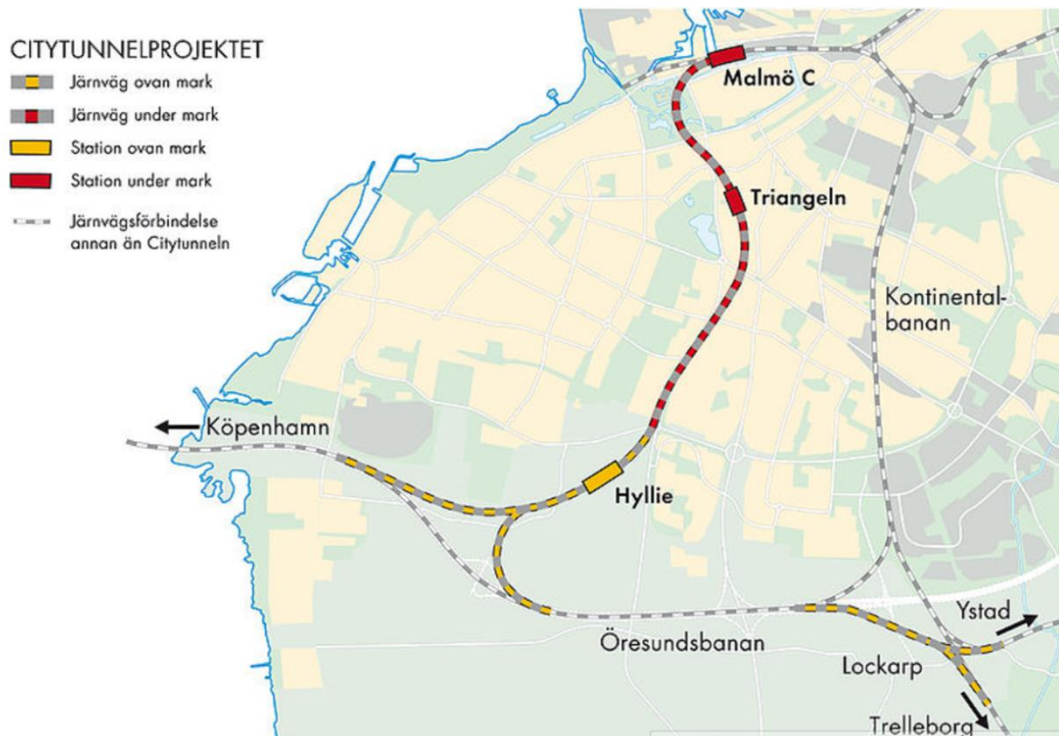 CITYTUNNELPROJEKTET
Järnväg ovan mark
Järnväg under mark
Station ovan mark
Station under mark
Järnvägsförbindelse
annan än Citytunneln
Malmö C
Triangeln
Kontinental-
banan
Köpenhamn
Hyllie
Ystad
Öresundsbanan
Lockarp
Trelleborg